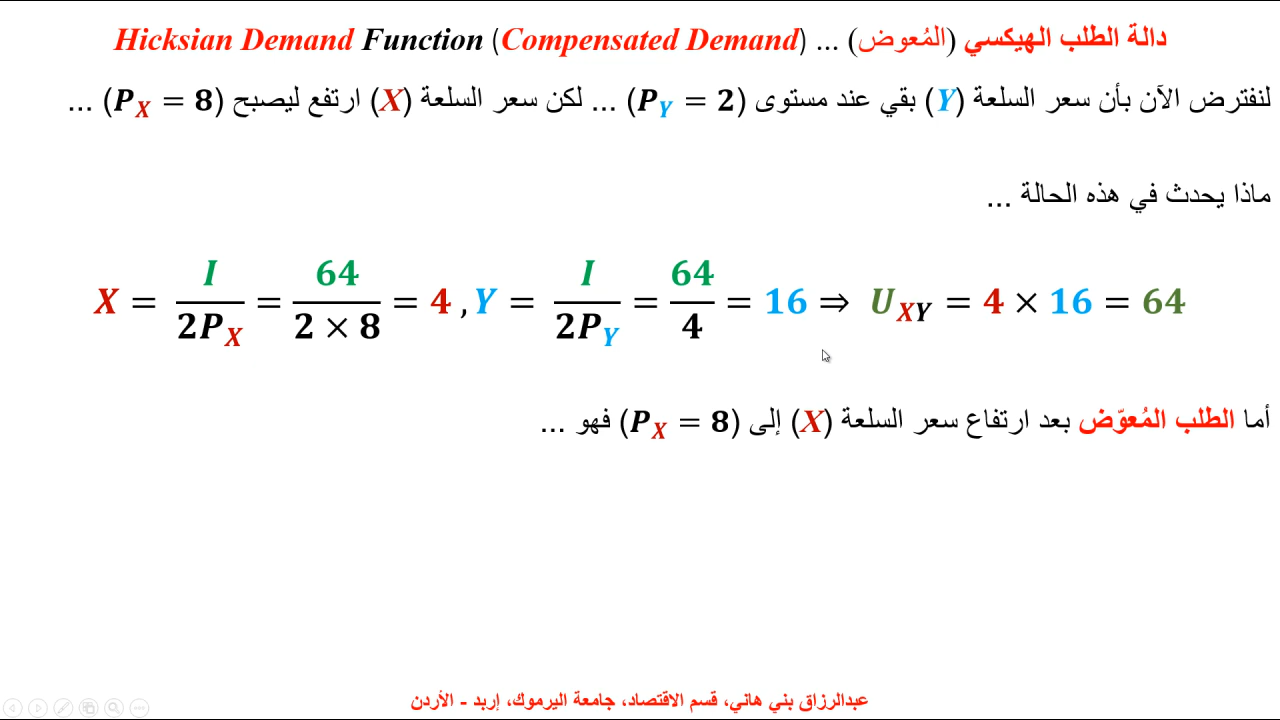 دالة الطلب الهيكسي (المُعوض) ... Hicksian Demand Function (Compensated Demand)
لنفترض الآن بأن سعر السلعة (Y) بقي عند مستوى (P_Y = 2) ... لكن سعر السلعة (X) ارتفع ليصبح (P_X = 8) ...
ماذا يحدث في هذه الحالة ...
X = I/2P_X = 64/(2 × 8) = 4 , Y = I/2P_Y = 64/4 = 16 ⇒ U_XY = 4 × 16 = 64
أما الطلب المُعوّض بعد ارتفاع سعر السلعة (X) إلى (P_X = 8) فهو ...
عبدالرزاق بني هاني، قسم الاقتصاد، جامعة اليرموك، إربد - الأردن